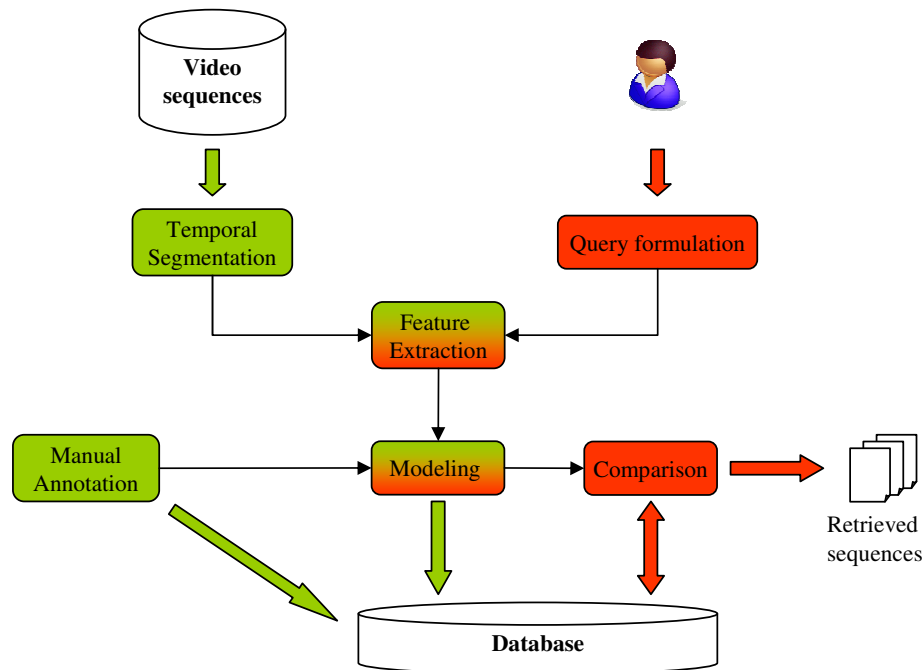 Video
sequences
Temporal
Segmentation
Query formulation
Feature
Extraction
Manual
Annotation
Modeling
Comparison
Retrieved
sequences
Database